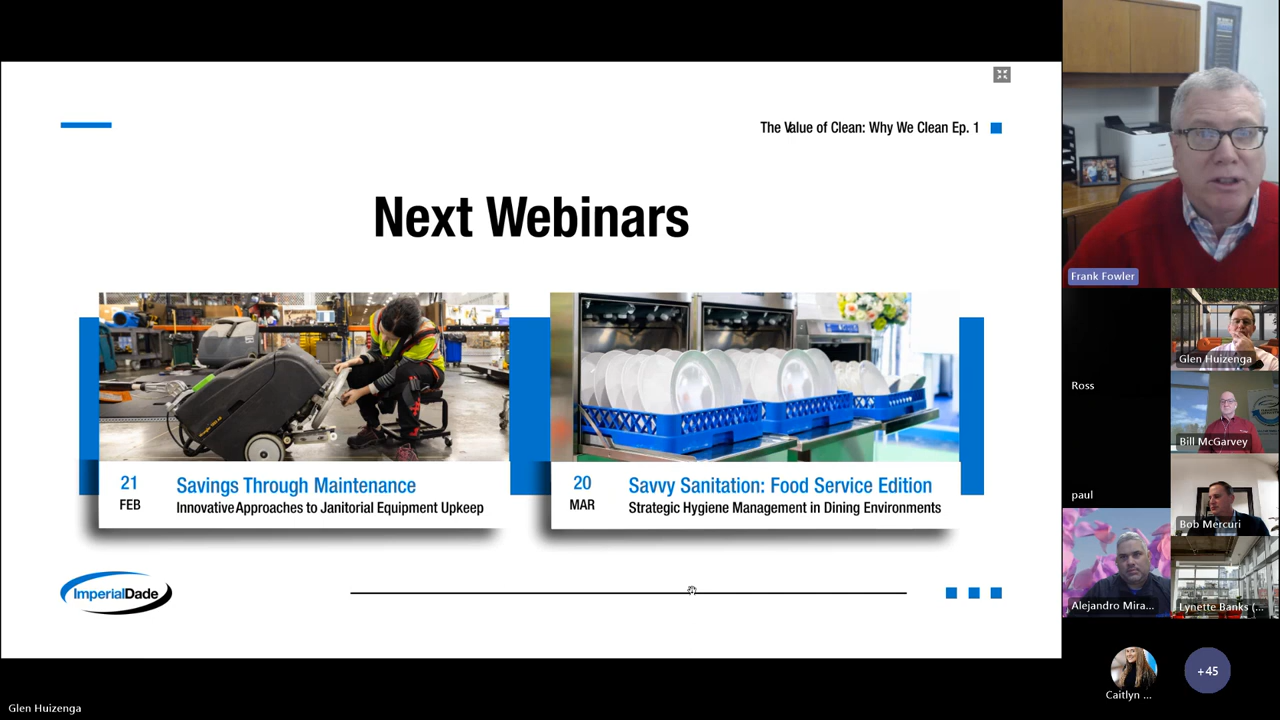 The Value of Clean: Why We Clean Ep. 1
Next Webinars
21
FEB
Savings Through Maintenance
Innovative Approaches to Janitorial Equipment Upkeep
20
MAR
Savvy Sanitation: Food Service Edition
Strategic Hygiene Management in Dining Environments
ImperialDade
Glen Huizenga
Frank Fowler
Ross
Glen Huizenga
Bill McGarvey
paul
Bob Mercuri
Alejandro Mira...
Lynette Banks (...
Caitlyn ...
+45